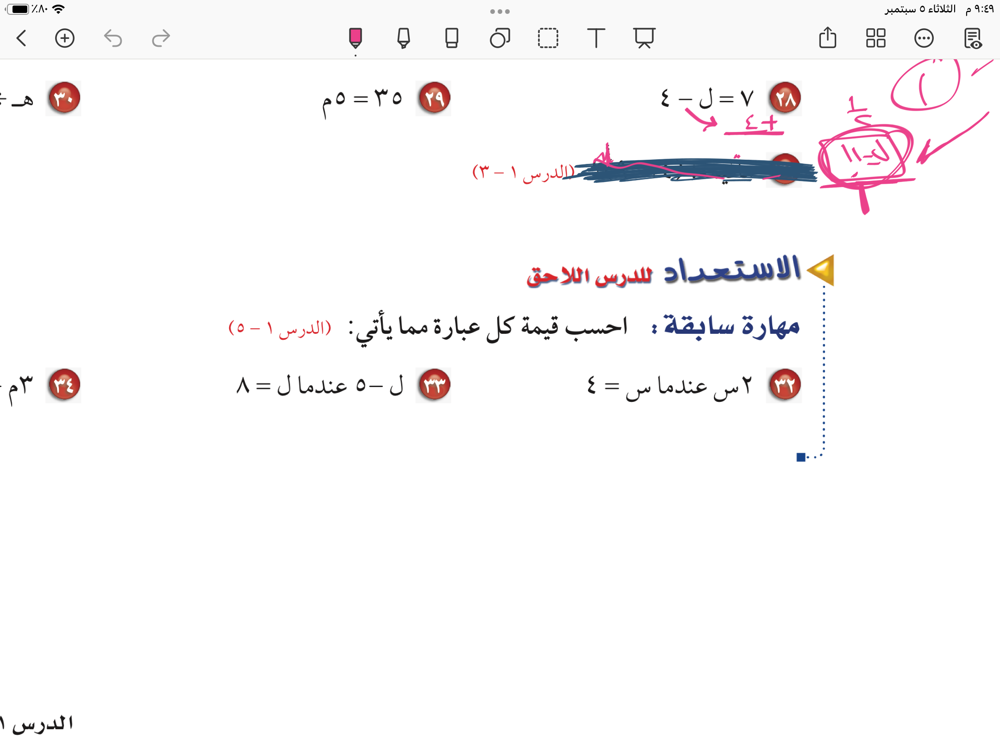 ٩:٤٩ م الثلاثاء ٥ سبتمبر ٨٠٪
١
٢٨ ٧ = ل – ٤ ٢٩ ٣٥ = ٥م ٣٠ هـ ÷
+٤
١
٢
ل = ١١
(الدرس ١ – ٣)
الاستعداد للدرس اللاحق
مهارة سابقة : احسب قيمة كل عبارة مما يأتي: (الدرس ١ – ٥)
٣٢ ٢س عندما س = ٤ ٣٣ ل – ٥ عندما ل = ٨ ٣٤ ٣م
الدرس ١